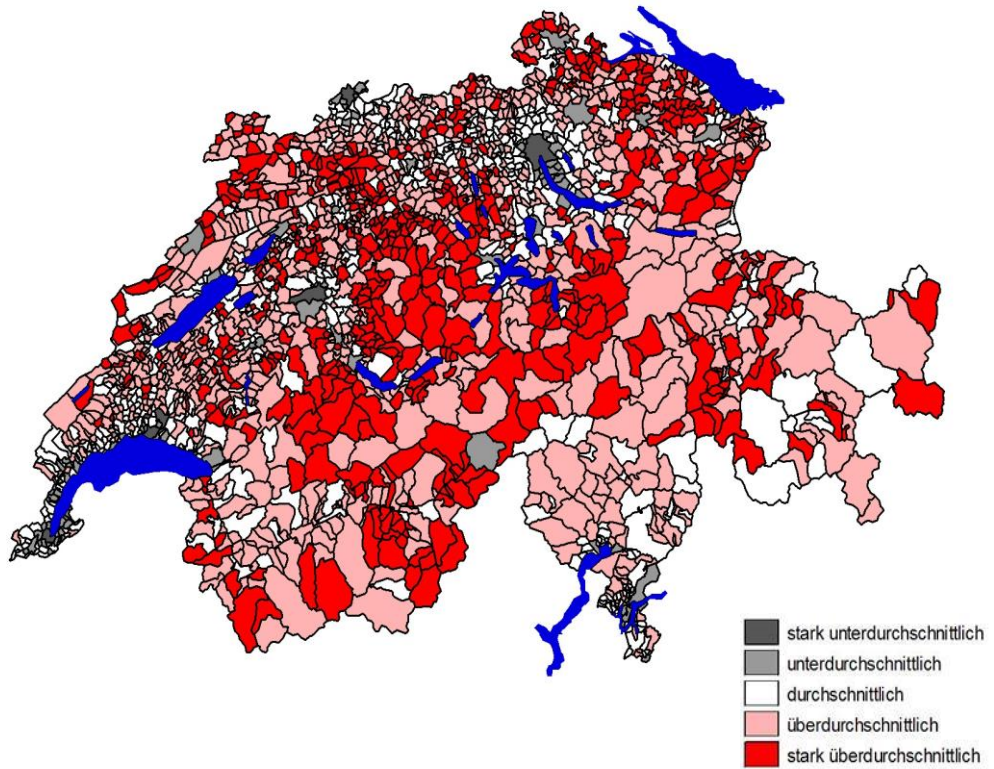 stark unterdurchschnittlich
unterdurchschnittlich
durchschnittlich
überdurchschnittlich
stark überdurchschnittlich